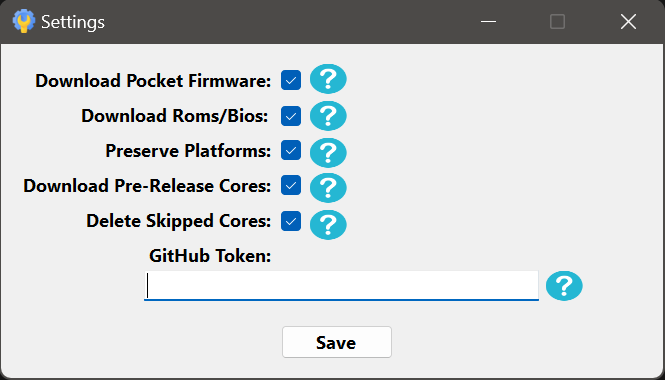 Settings
Download Pocket Firmware: ?
Download Roms/Bios: ?
Preserve Platforms: ?
Download Pre-Release Cores: ?
Delete Skipped Cores: ?
GitHub Token:
?
Save